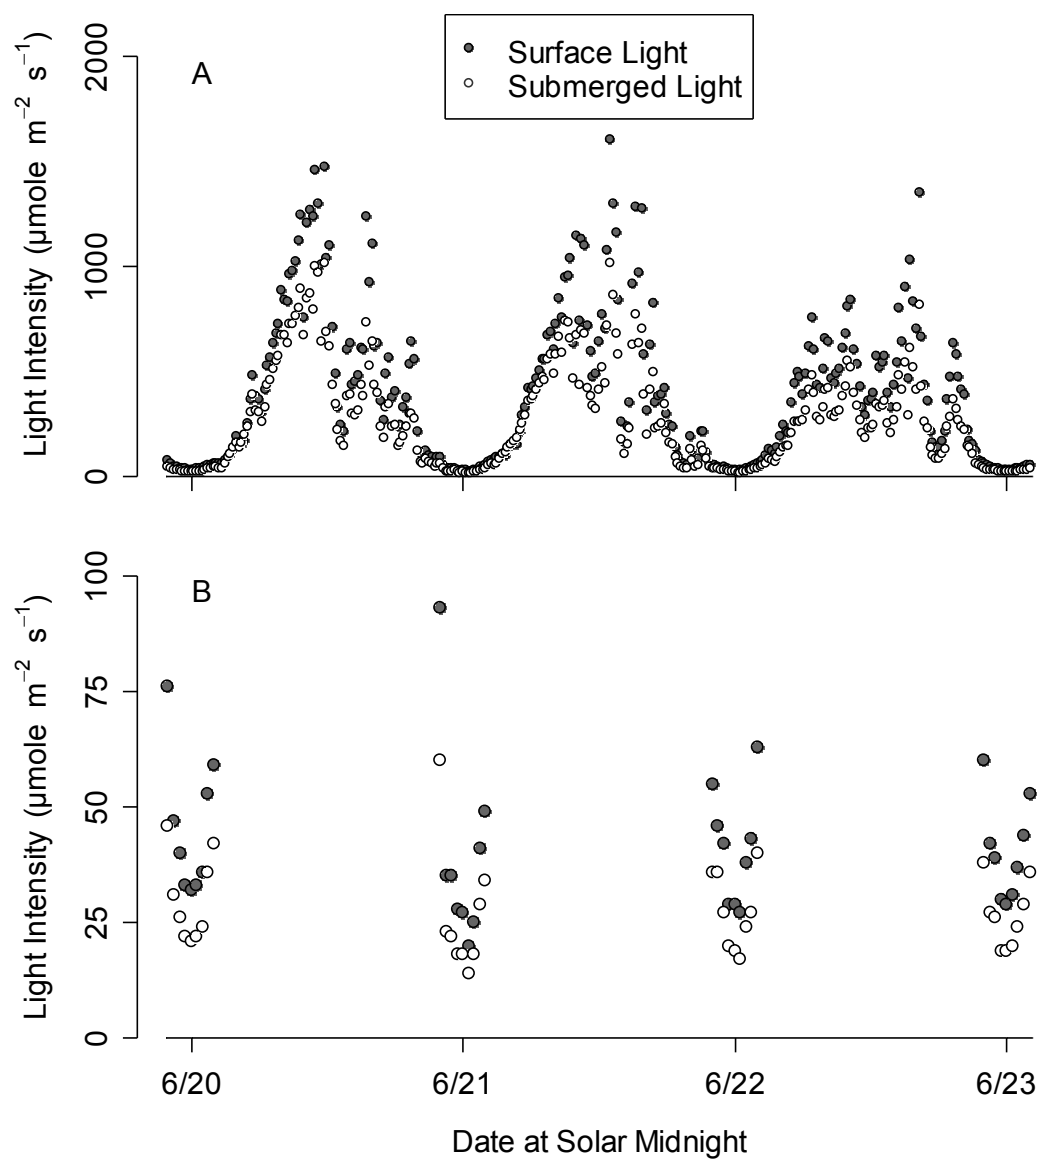 Surface Light
Submerged Light
A
2000
1000
0
Light Intensity (μmole m⁻² s⁻¹)
B
100
75
50
25
0
Light Intensity (μmole m⁻² s⁻¹)
6/20 6/21 6/22 6/23
Date at Solar Midnight